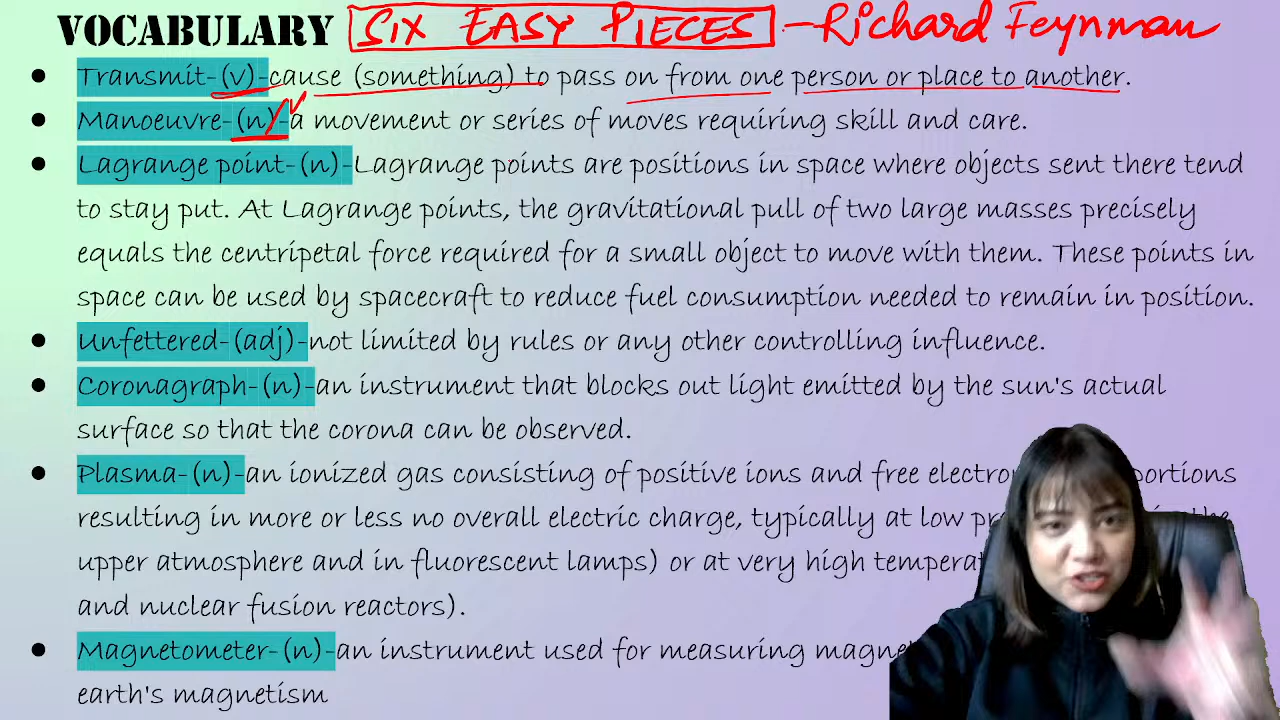 VOCABULARY SIX EASY PIECES - Richard Feynman
• Transmit-(v)-cause (something) to pass on from one person or place to another.
• Manoeuvre-(n)-a movement or series of moves requiring skill and care.
• Lagrange point-(n)-Lagrange points are positions in space where objects sent there tend
to stay put. At Lagrange points, the gravitational pull of two large masses precisely
equals the centripetal force required for a small object to move with them. These points in
space can be used by spacecraft to reduce fuel consumption needed to remain in position.
• Unfettered-(adj)-not limited by rules or any other controlling influence.
• Coronagraph-(n)-an instrument that blocks out light emitted by the sun's actual
surface so that the corona can be observed.
• Plasma-(n)-an ionized gas consisting of positive ions and free
resulting in more or less no overall electric charge, typically at low
upper atmosphere and in fluorescent lamps) or at very high
and nuclear fusion reactors).
• Magnetometer-(n)-an instrument used for measuring
earth's magnetism